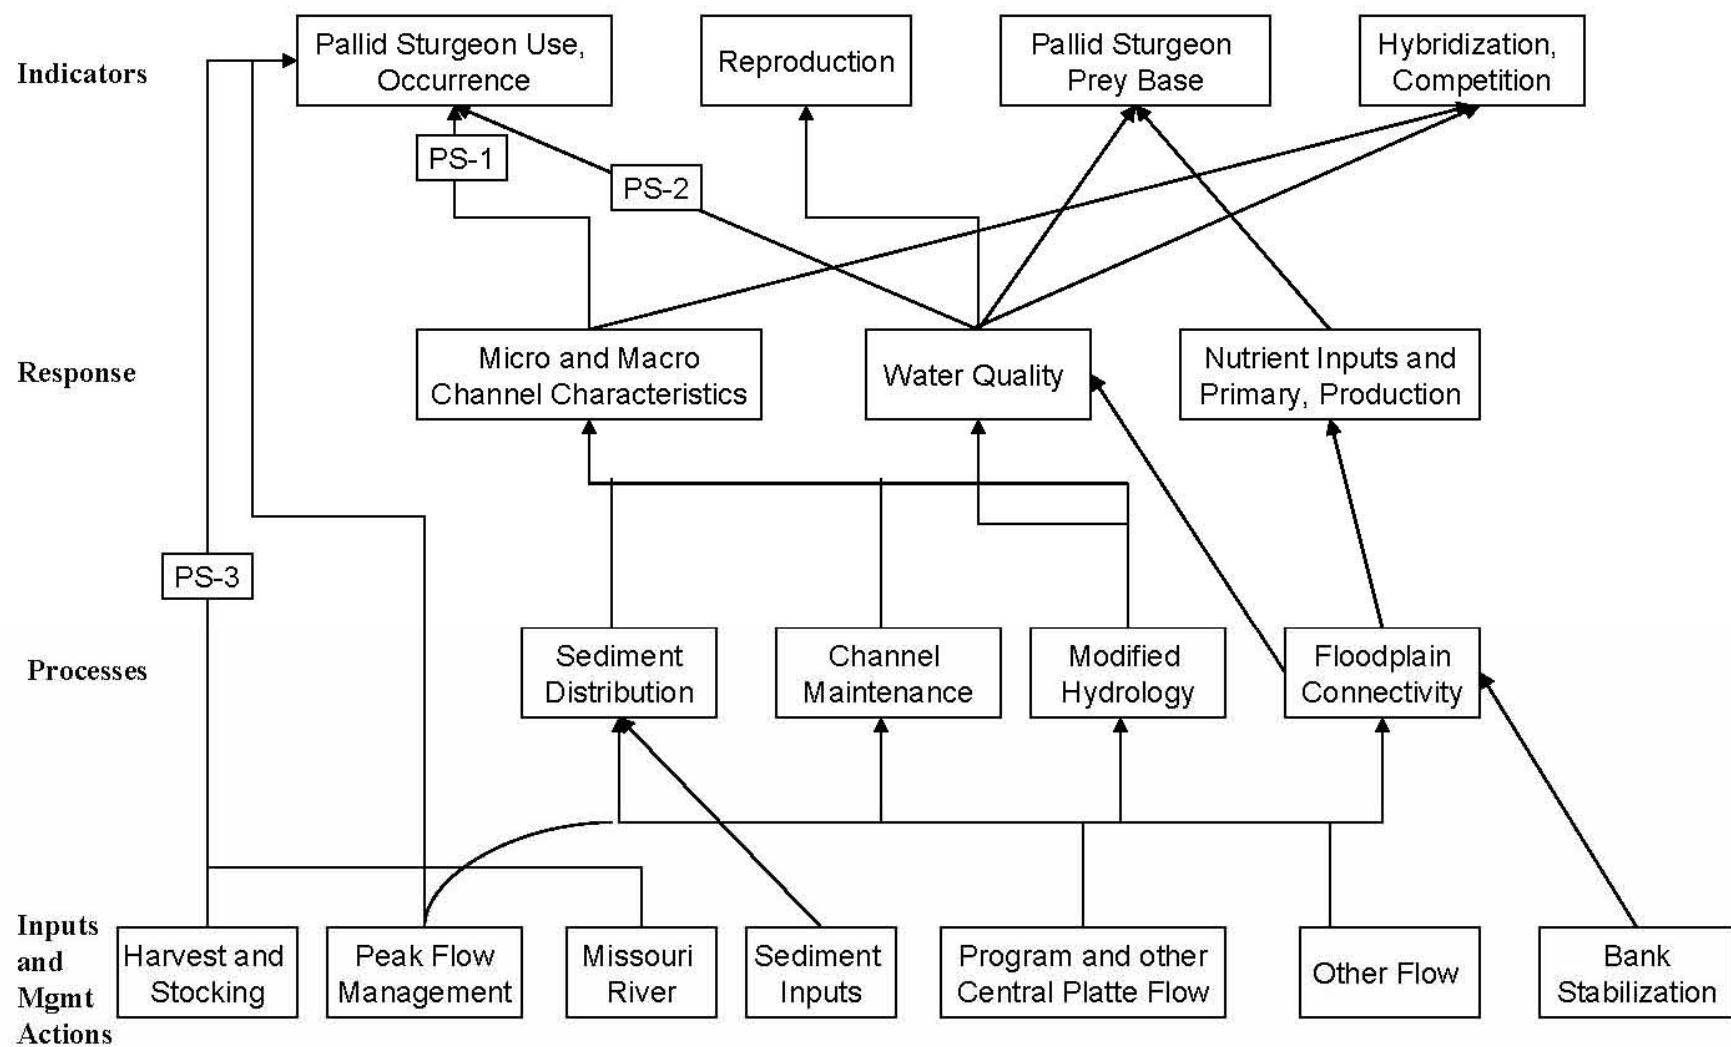 Indicators
Pallid Sturgeon Use,
Occurrence
Reproduction
Pallid Sturgeon
Prey Base
Hybridization,
Competition
PS-1
PS-2
Response
Micro and Macro
Channel Characteristics
Water Quality
Nutrient Inputs and
Primary, Production
PS-3
Processes
Sediment
Distribution
Channel
Maintenance
Modified
Hydrology
Floodplain
Connectivity
Inputs
and
Mgmt
Actions
Harvest and
Stocking
Peak Flow
Management
Missouri
River
Sediment
Inputs
Program and other
Central Platte Flow
Other Flow
Bank
Stabilization